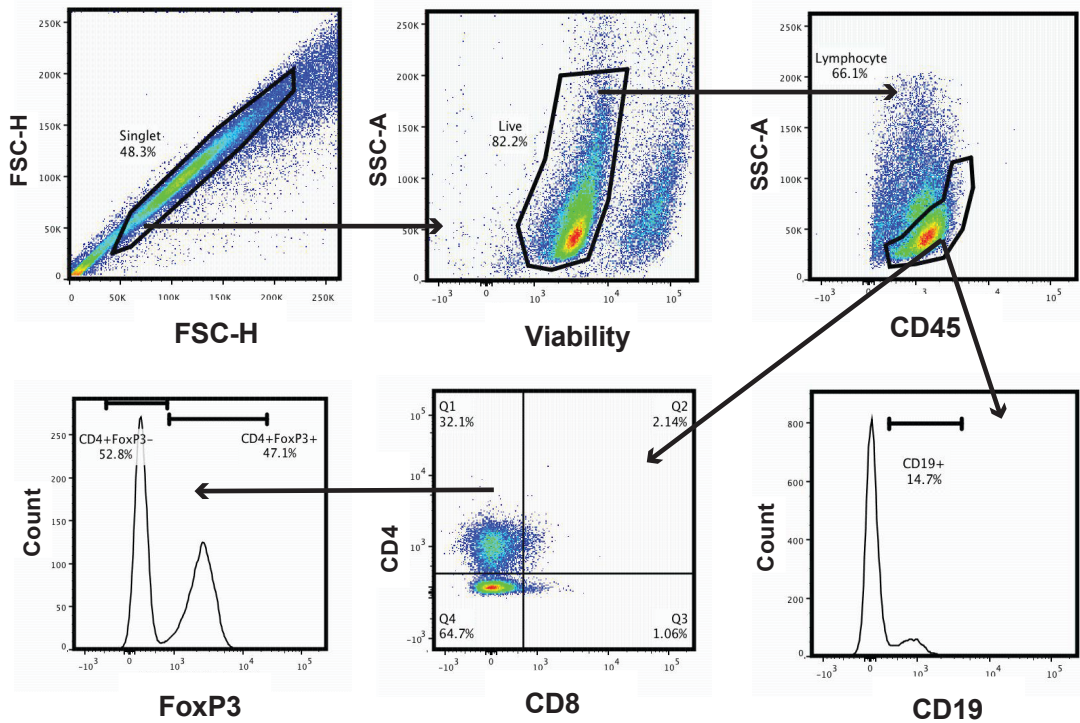 250K
200K
150K
100K
50K
0
FSC-H
Singlet
48.3%
0 50K 100K 150K 200K 250K
FSC-H
250K
200K
150K
100K
50K
0
SSC-A
Live
82.2%
-10³ 0 10³ 10⁴ 10⁵
Viability
250K
200K
150K
100K
50K
0
SSC-A
Lymphocyte
66.1%
-10³ 3 10⁵
CD45
250
200
150
100
50
0
Count
CD4+FoxP3-
52.8%
CD4+FoxP3+
47.1%
-10³ 0 10³ 10⁴ 10⁵
FoxP3
10⁵
10⁴
10³
-10³
CD4
Q1
32.1%
Q2
2.14%
Q4
64.7%
Q3
1.06%
-10³ 0 10³ 10⁴ 10⁵
CD8
800
600
400
200
0
Count
CD19+
14.7%
-10³ 0 10³ 10⁴ 10⁵
CD19